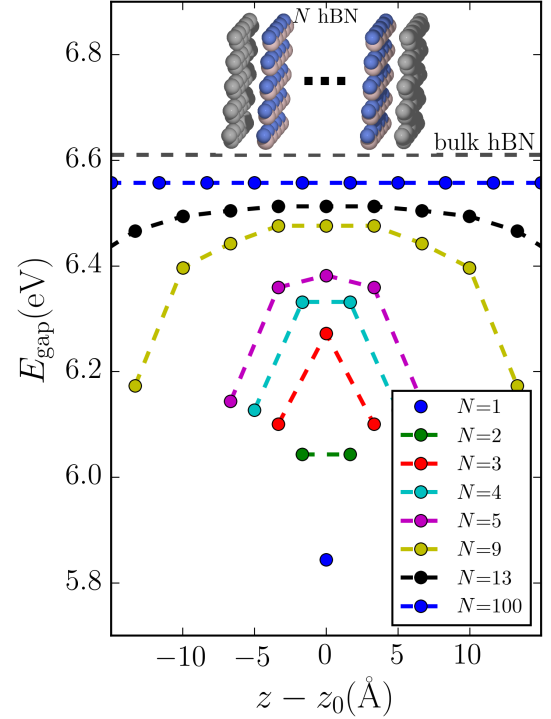 N hBN
6.8
bulk hBN
6.6
6.4
E_gap(eV)
6.2
6.0
5.8
N=1
N=2
N=3
N=4
N=5
N=9
N=13
N=100
−10 −5 0 5 10
z − z_0(Å)